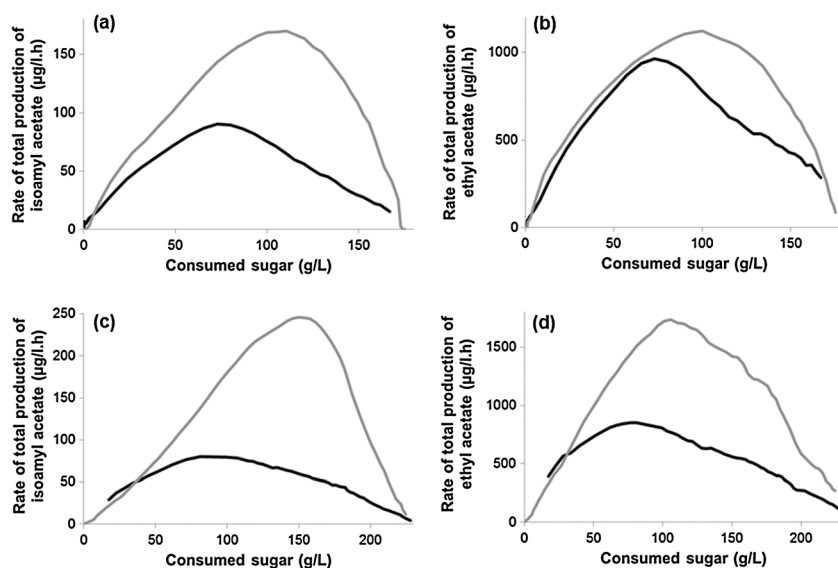 (a)
Rate of total production of
isoamyl acetate (µg/l.h)
150
100
50
0
0 50 100 150
Consumed sugar (g/L)
(b)
Rate of total production of
ethyl acetate (µg/l.h)
1000
500
0
0 50 100 150
Consumed sugar (g/L)
(c)
Rate of total production of
isoamyl acetate (µg/l.h)
250
200
150
100
50
0
0 50 100 150 200
Consumed sugar (g/L)
(d)
Rate of total production of
ethyl acetate (µg/l.h)
1500
1000
500
0
0 50 100 150 200
Consumed sugar (g/L)